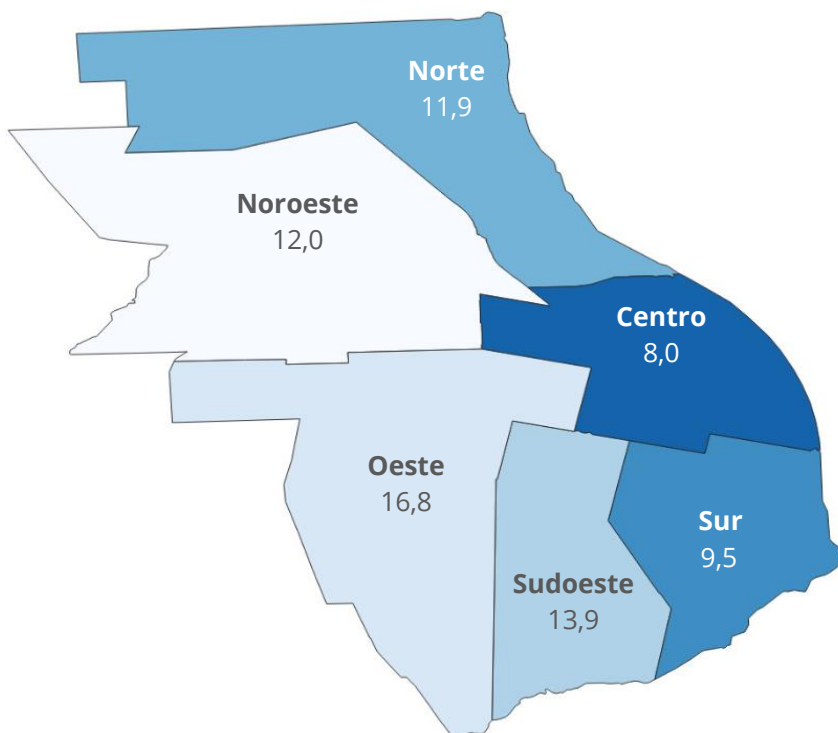 Norte
11,9
Noroeste
12,0
Centro
8,0
Oeste
16,8
Sur
9,5
Sudoeste
13,9